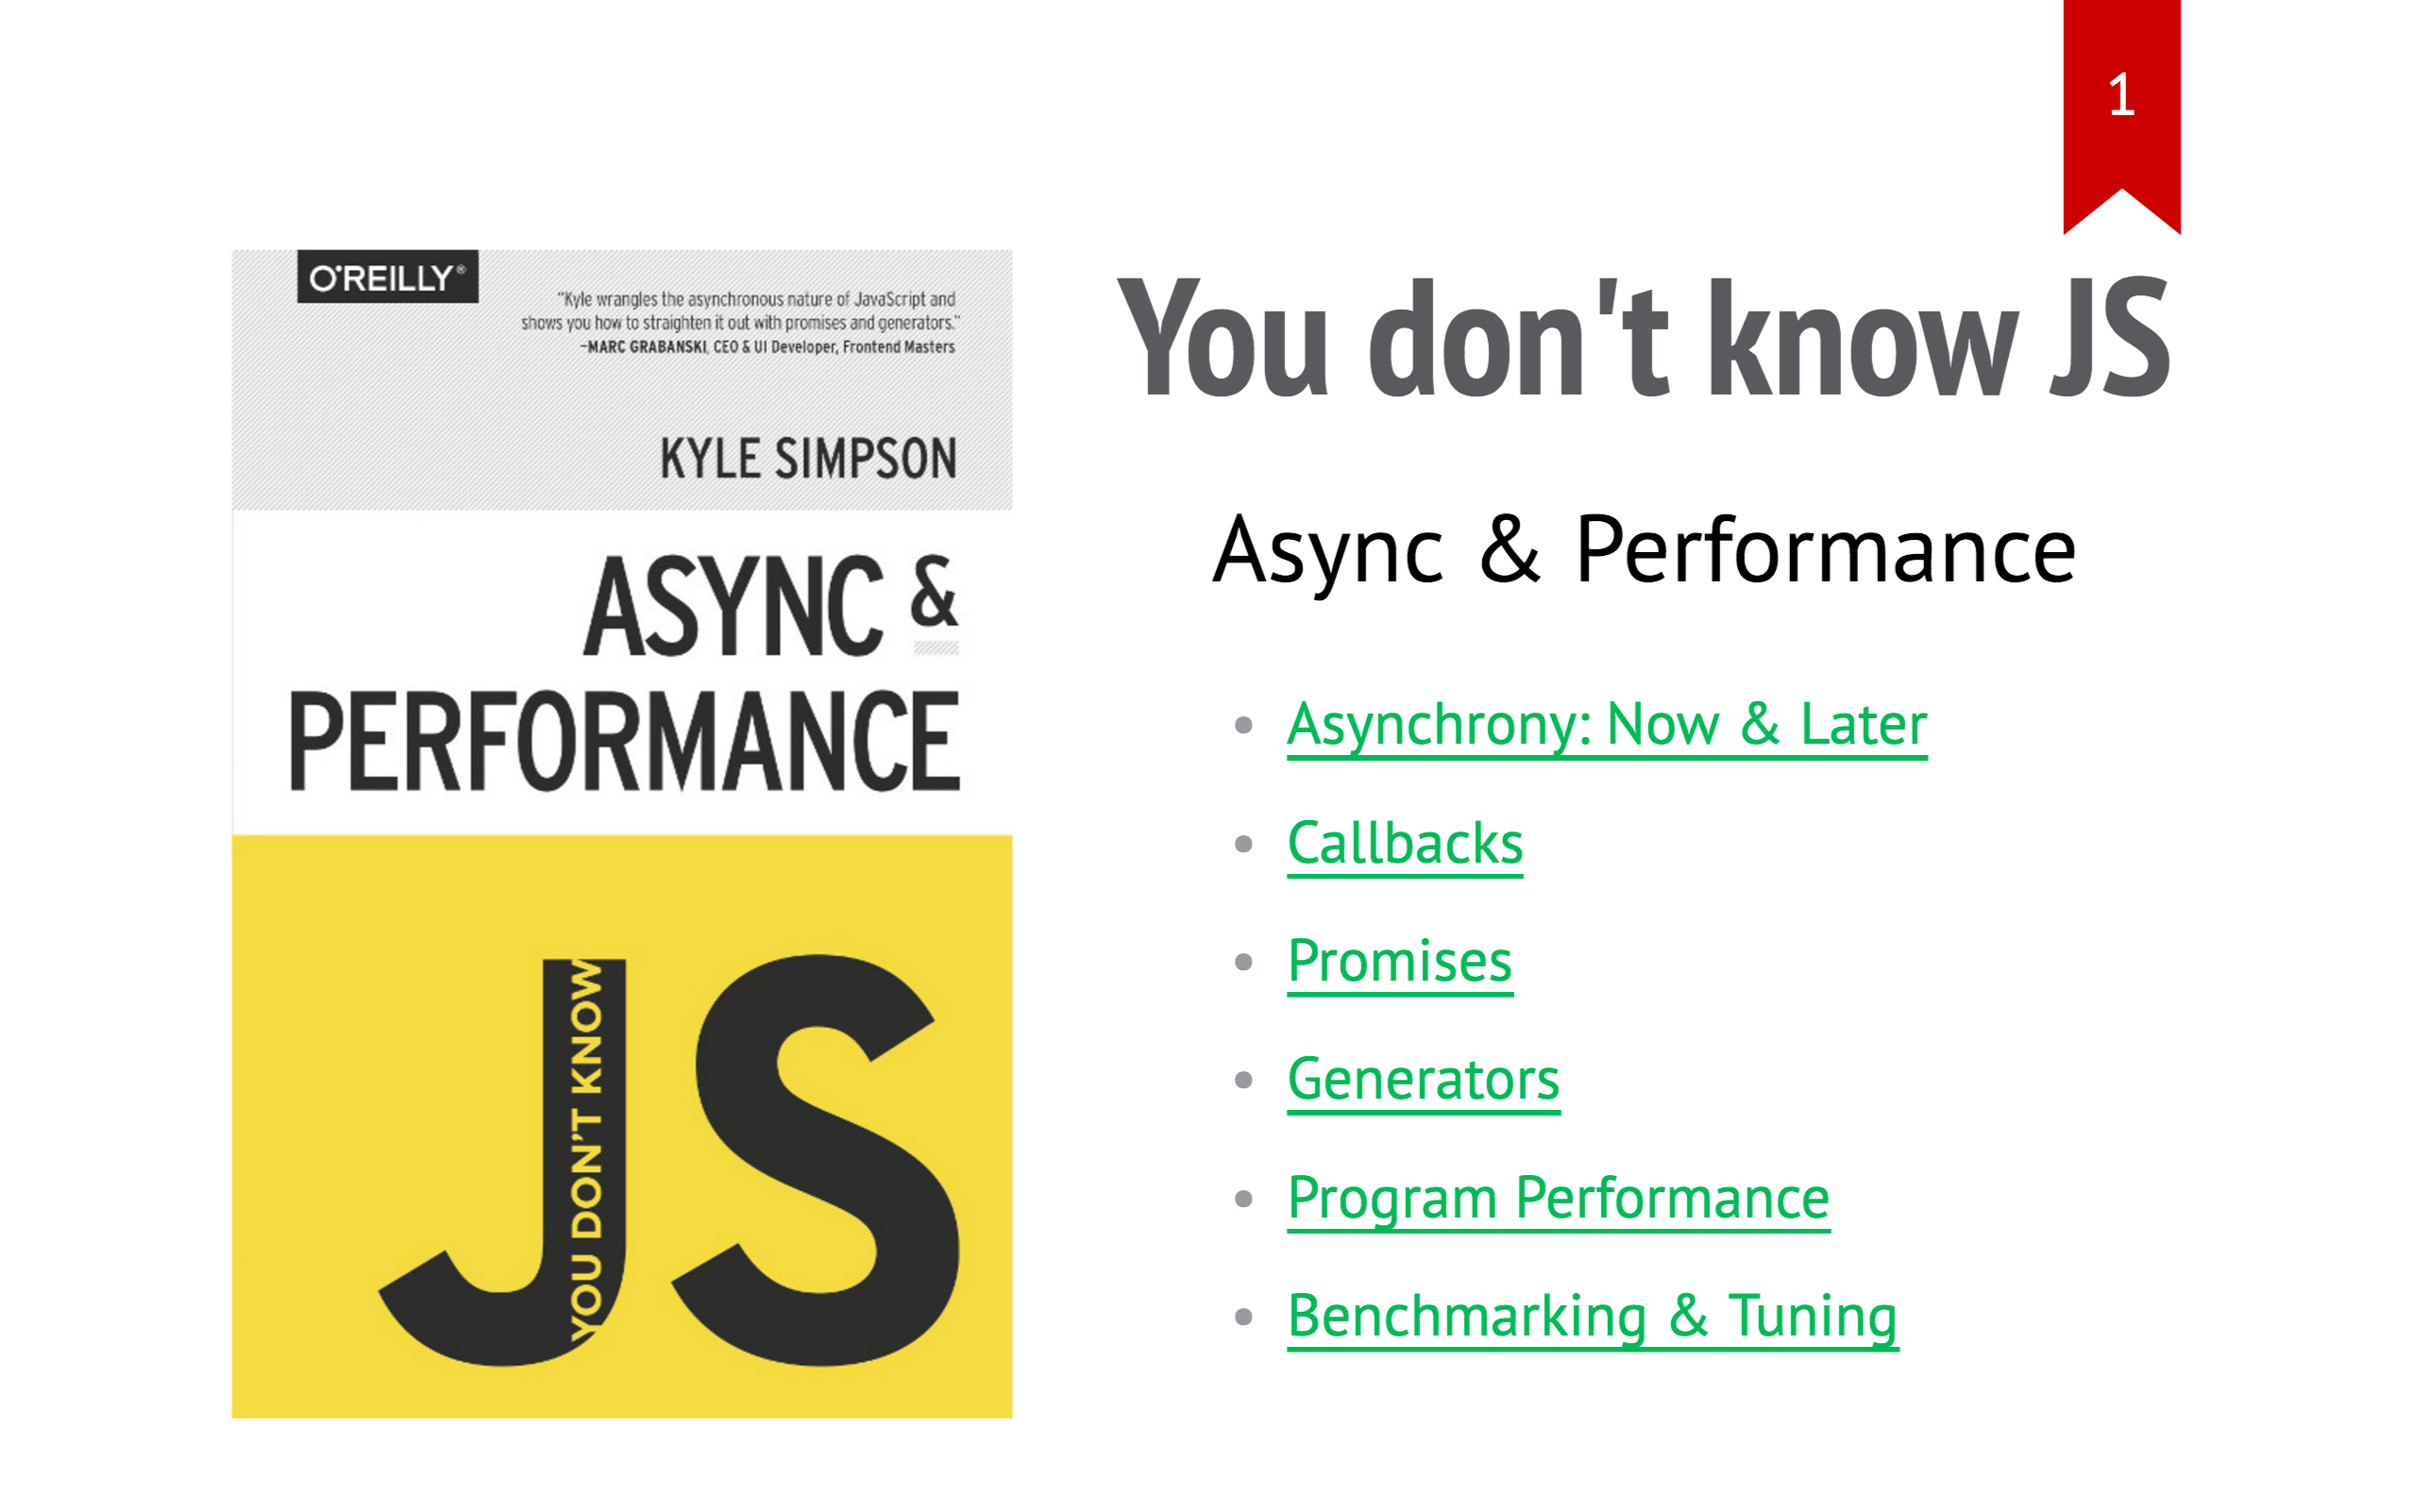 1
O'REILLY®
"Kyle wrangles the asynchronous nature of JavaScript and
shows you how to straighten it out with promises and generators."
–MARC GRABANSKI, CEO & UI Developer, Frontend Masters
KYLE SIMPSON
ASYNC &
PERFORMANCE
YOU DON'T KNOW
JS
You don't know JS
Async & Performance
• Asynchrony: Now & Later
• Callbacks
• Promises
• Generators
• Program Performance
• Benchmarking & Tuning